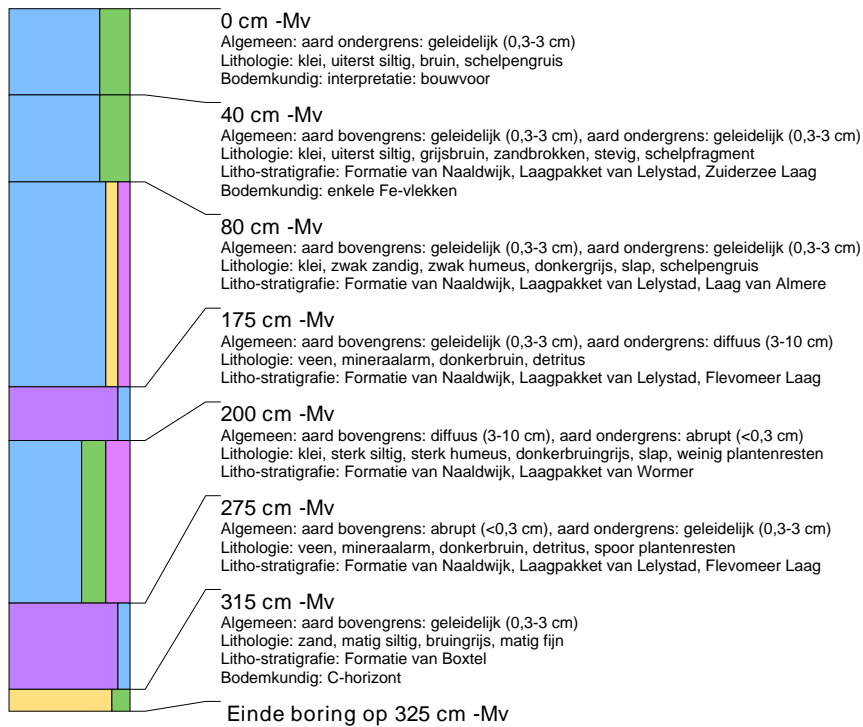 0 cm -Mv
Algemeen: aard ondergrens: geleidelijk (0,3-3 cm)
Lithologie: klei, uiterst siltig, bruin, schelpengruis
Bodemkundig: interpretatie: bouwvoor
40 cm -Mv
Algemeen: aard bovengrens: geleidelijk (0,3-3 cm), aard ondergrens: geleidelijk (0,3-3 cm)
Lithologie: klei, uiterst siltig, grijsbruin, zandbrokken, stevig, schelpfragment
Litho-stratigrafie: Formatie van Naaldwijk, Laagpakket van Lelystad, Zuiderzee Laag
Bodemkundig: enkele Fe-vlekken
80 cm -Mv
Algemeen: aard bovengrens: geleidelijk (0,3-3 cm), aard ondergrens: geleidelijk (0,3-3 cm)
Lithologie: klei, zwak zandig, zwak humeus, donkergrijs, slap, schelpengruis
Litho-stratigrafie: Formatie van Naaldwijk, Laagpakket van Lelystad, Laag van Almere
175 cm -Mv
Algemeen: aard bovengrens: geleidelijk (0,3-3 cm), aard ondergrens: diffuus (3-10 cm)
Lithologie: veen, mineraalarm, donkerbruin, detritus
Litho-stratigrafie: Formatie van Naaldwijk, Laagpakket van Lelystad, Flevomeer Laag
200 cm -Mv
Algemeen: aard bovengrens: diffuus (3-10 cm), aard ondergrens: abrupt (<0,3 cm)
Lithologie: klei, sterk siltig, sterk humeus, donkerbruingrijs, slap, weinig plantenresten
Litho-stratigrafie: Formatie van Naaldwijk, Laagpakket van Wormer
275 cm -Mv
Algemeen: aard bovengrens: abrupt (<0,3 cm), aard ondergrens: geleidelijk (0,3-3 cm)
Lithologie: veen, mineraalarm, donkerbruin, detritus, spoor plantenresten
Litho-stratigrafie: Formatie van Naaldwijk, Laagpakket van Lelystad, Flevomeer Laag
315 cm -Mv
Algemeen: aard bovengrens: geleidelijk (0,3-3 cm)
Lithologie: zand, matig siltig, bruingrijs, matig fijn
Litho-stratigrafie: Formatie van Boxtel
Bodemkundig: C-horizont
Einde boring op 325 cm -Mv